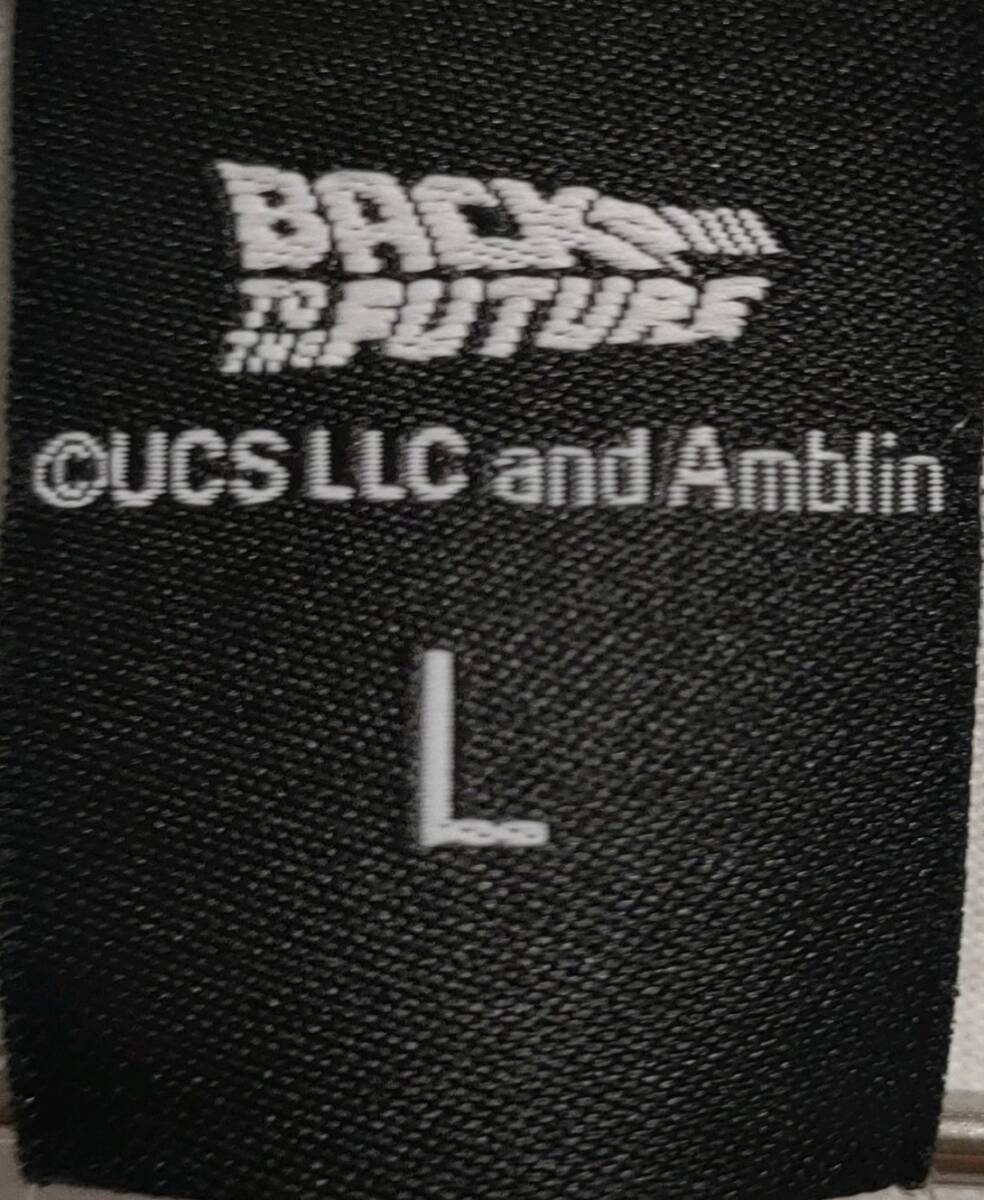 BACK
TO THE FUTURE
©UCS LLC and Amblin
L